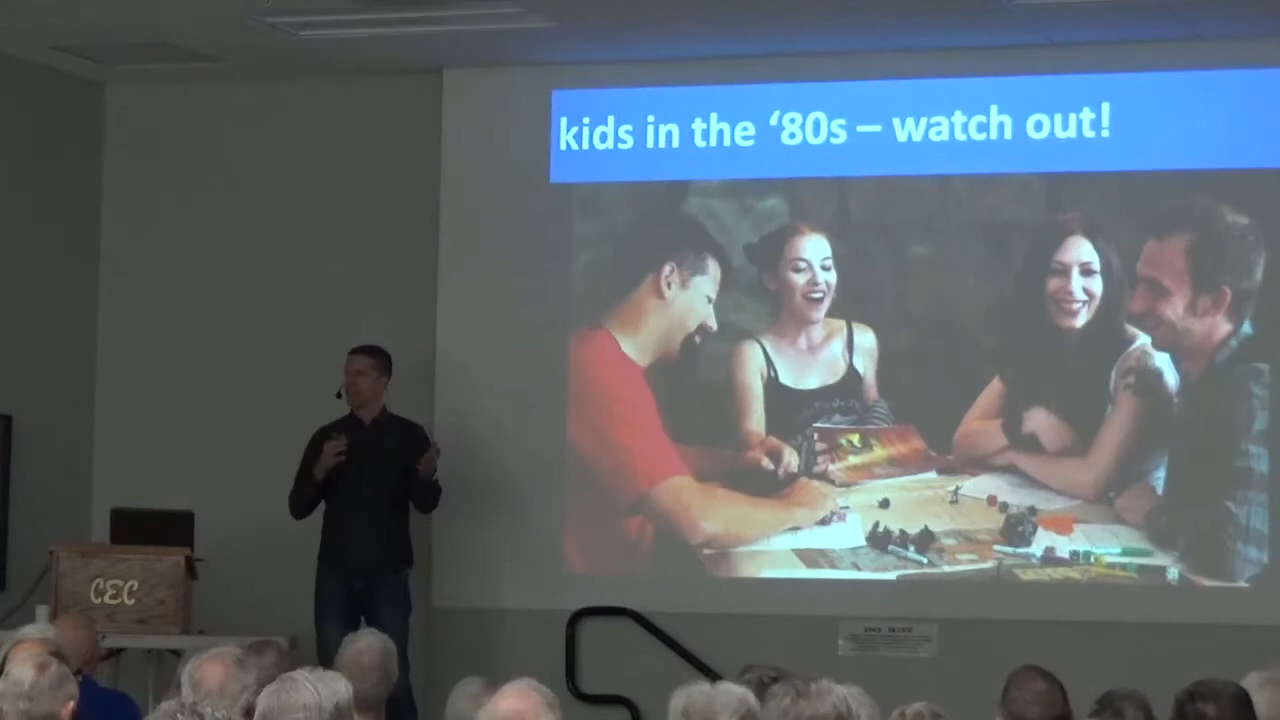 kids in the ‘80s – watch out!
CEC